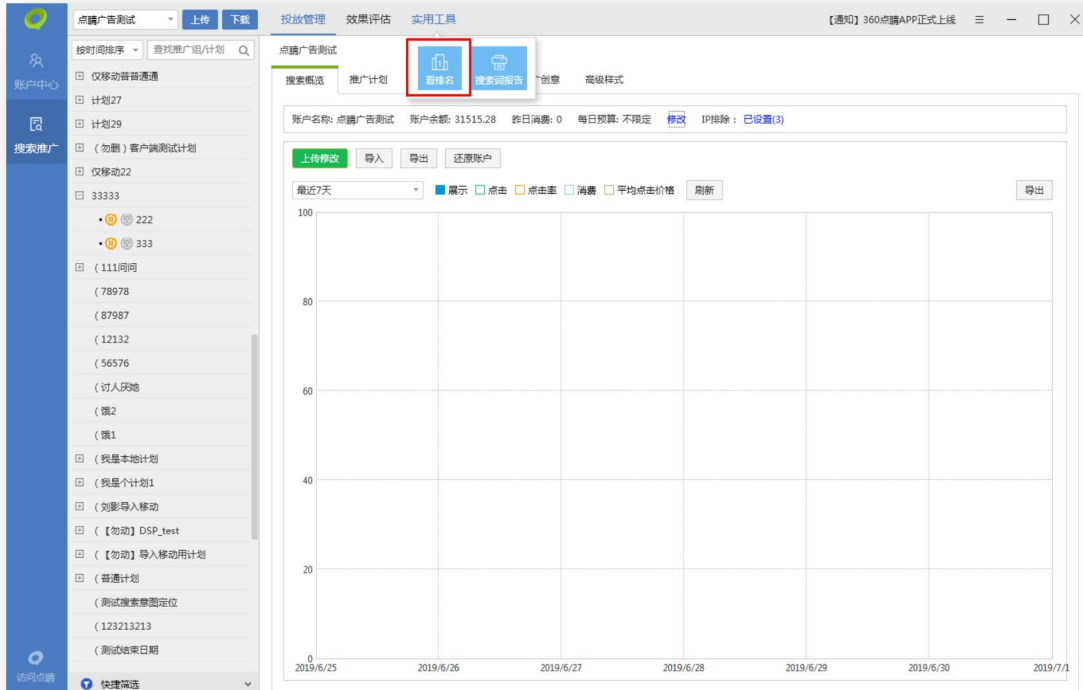 点睛广告测试 上传 下载 投放管理 效果评估 实用工具 【通知】360点睛APP正式上线
按时间排序 查找推广组/计划
账户中心
搜索推广
访问点睛
仅移动普普通通
计划27
计划29
(勿删)客户端测试计划
仅移动22
33333
222
333
(111问问
(78978
(87987
(12132
(56576
(讨人厌她
(饿2
(饿1
(我是本地计划
(我是个计划1
(刘影导入移动
(【勿动】DSP_test
(【勿动】导入移动用计划
(普通计划
(测试搜索意图定位
(123213213
(测试结束日期
快捷筛选
点睛广告测试
看排名 搜索词报告
搜索概览 推广计划 创意 高级样式
账户名称: 点睛广告测试 账户余额: 31515.28 昨日消费: 0 每日预算: 不限定 修改 IP排除: 已设置(3)
上传修改 导入 导出 还原账户
最近7天 展示 点击 点击率 消费 平均点击价格 刷新 导出
100
80
60
40
20
0
2019/6/25 2019/6/26 2019/6/27 2019/6/28 2019/6/29 2019/6/30 2019/7/1